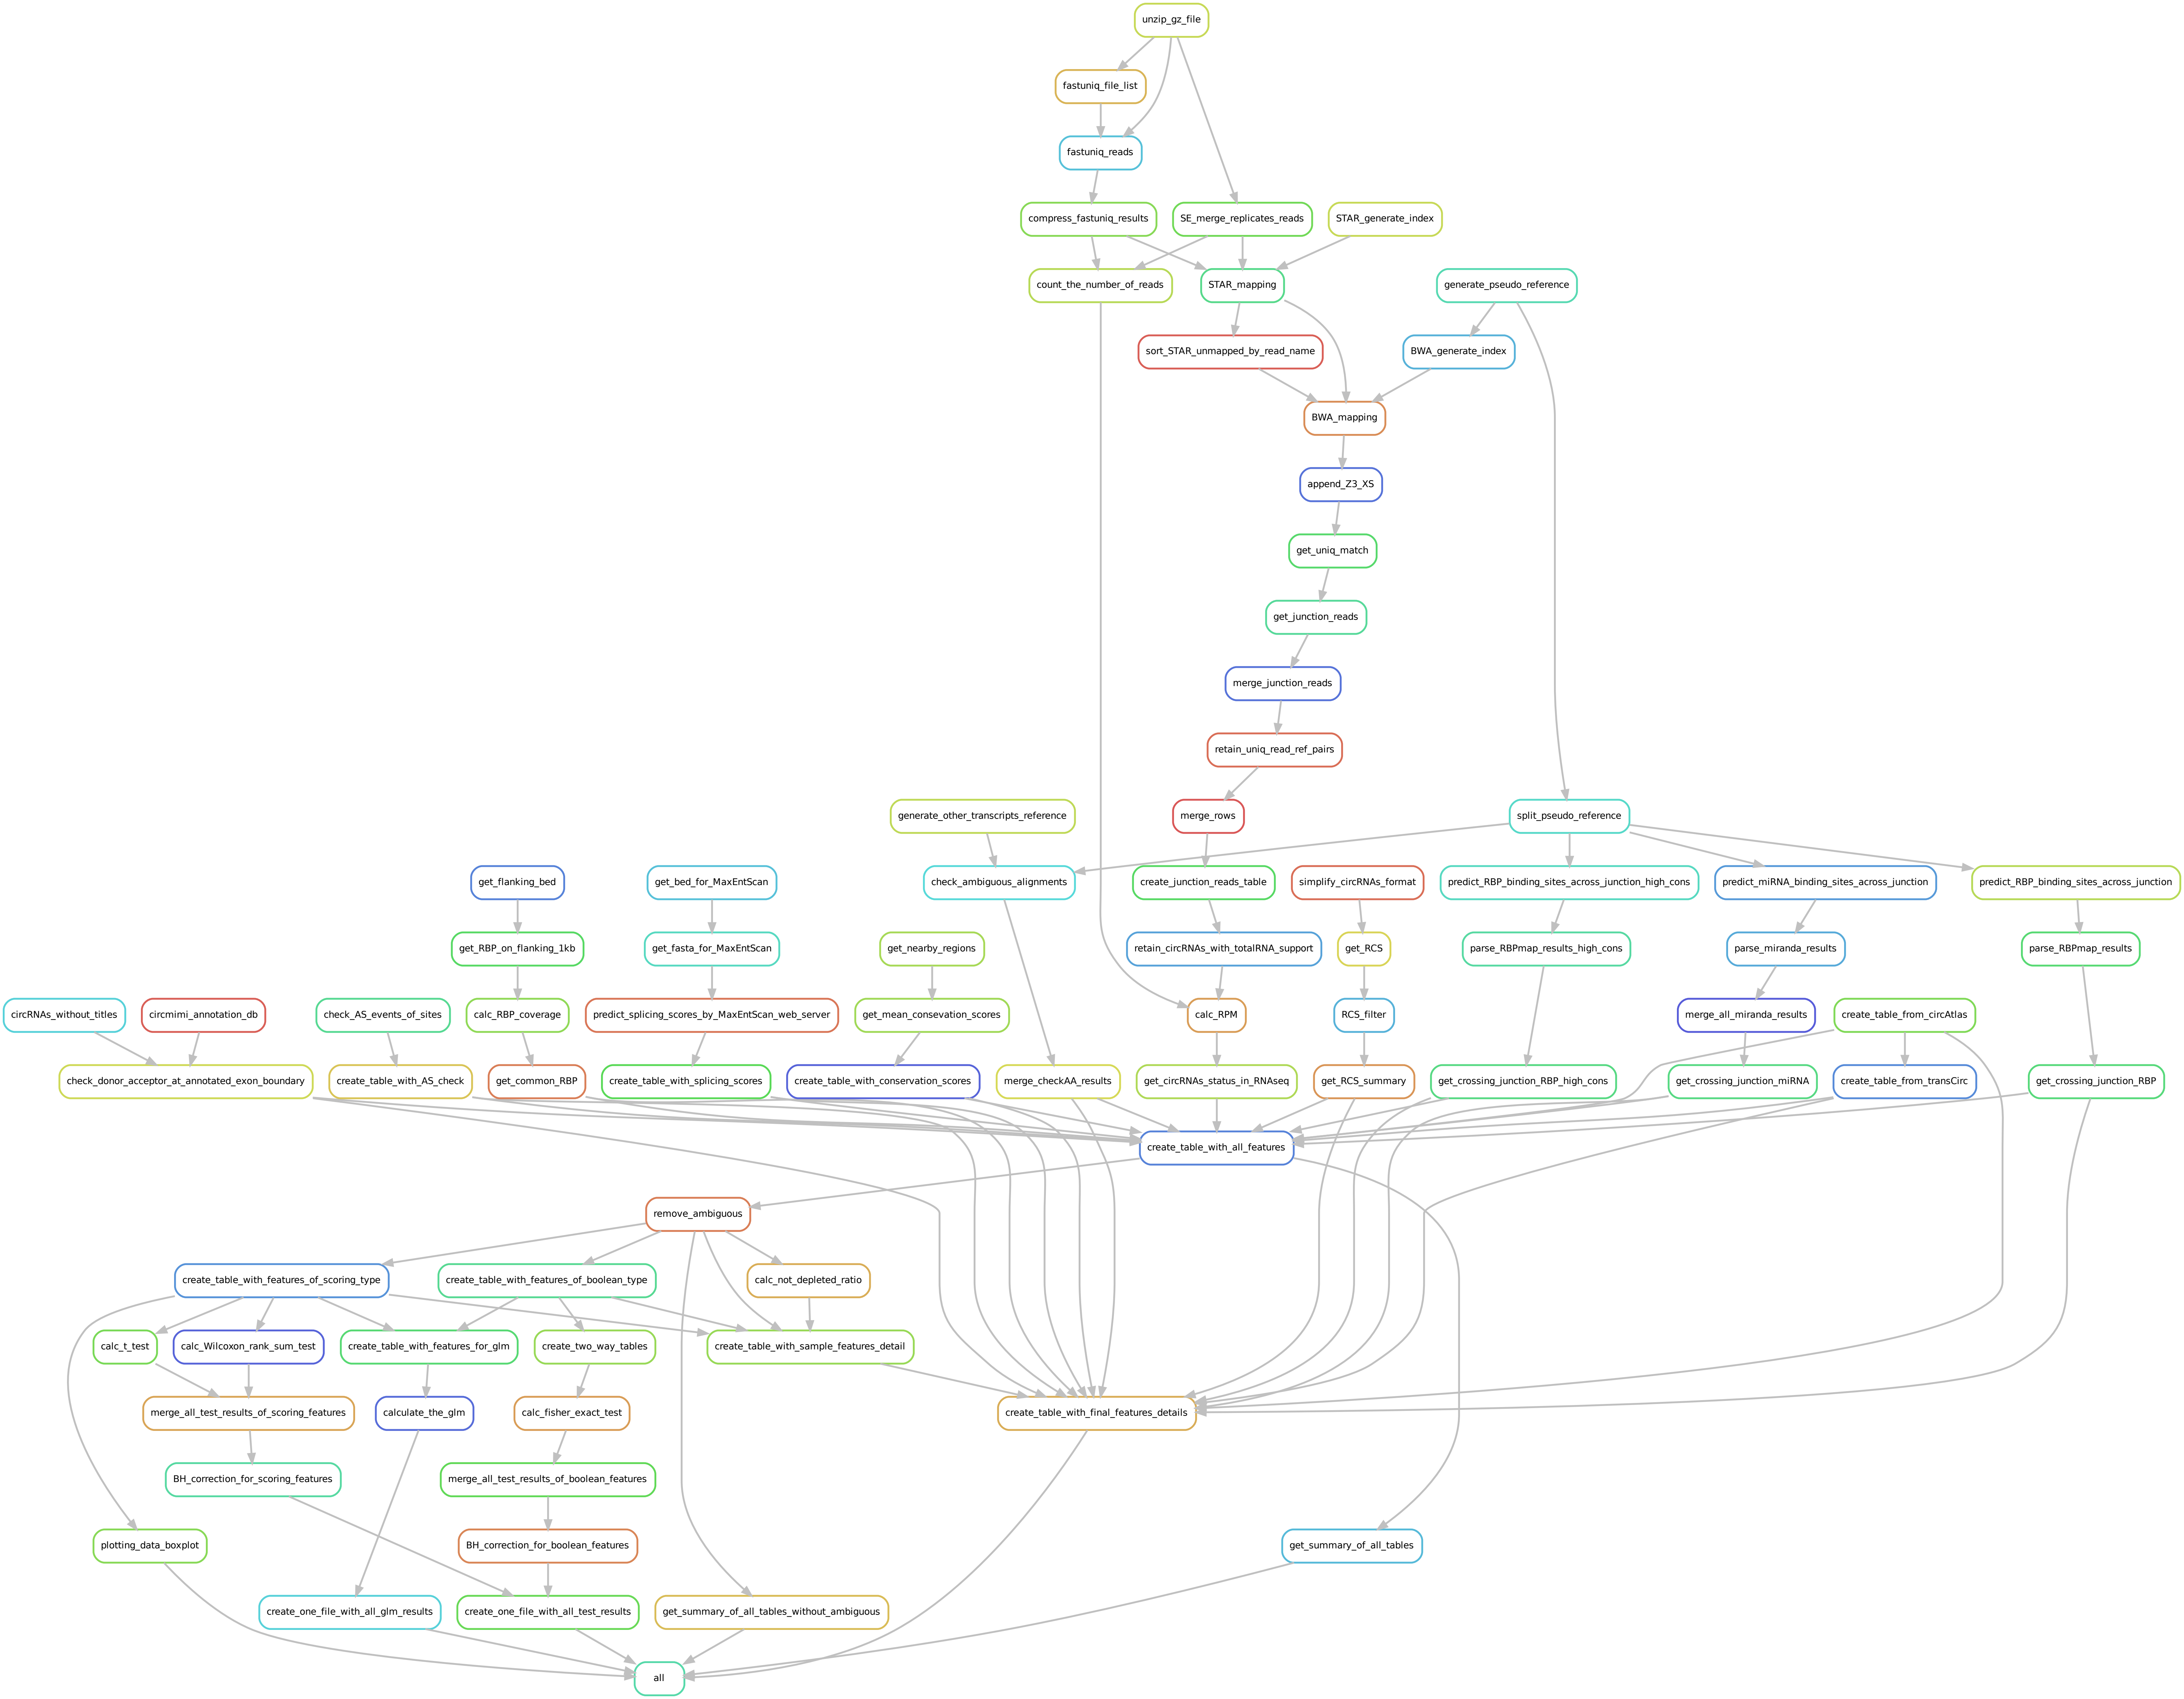 unzip_gz_file
fastuniq_file_list
fastuniq_reads
compress_fastuniq_results
SE_merge_replicates_reads
STAR_generate_index
count_the_number_of_reads
STAR_mapping
generate_pseudo_reference
sort_STAR_unmapped_by_read_name
BWA_generate_index
BWA_mapping
append_Z3_XS
get_uniq_match
get_junction_reads
merge_junction_reads
retain_uniq_read_ref_pairs
generate_other_transcripts_reference
merge_rows
split_pseudo_reference
get_flanking_bed
get_bed_for_MaxEntScan
check_ambiguous_alignments
create_junction_reads_table
simplify_circRNAs_format
predict_RBP_binding_sites_across_junction_high_cons
predict_miRNA_binding_sites_across_junction
predict_RBP_binding_sites_across_junction
get_RBP_on_flanking_1kb
get_fasta_for_MaxEntScan
get_nearby_regions
retain_circRNAs_with_totalRNA_support
get_RCS
parse_RBPmap_results_high_cons
parse_miranda_results
parse_RBPmap_results
circRNAs_without_titles
circmimi_annotation_db
check_AS_events_of_sites
calc_RBP_coverage
predict_splicing_scores_by_MaxEntScan_web_server
get_mean_consevation_scores
calc_RPM
RCS_filter
merge_all_miranda_results
create_table_from_circAtlas
check_donor_acceptor_at_annotated_exon_boundary
create_table_with_AS_check
get_common_RBP
create_table_with_splicing_scores
create_table_with_conservation_scores
merge_checkAA_results
get_circRNAs_status_in_RNAseq
get_RCS_summary
get_crossing_junction_RBP_high_cons
get_crossing_junction_miRNA
create_table_from_transCirc
get_crossing_junction_RBP
create_table_with_all_features
remove_ambiguous
create_table_with_features_of_scoring_type
create_table_with_features_of_boolean_type
calc_not_depleted_ratio
calc_t_test
calc_Wilcoxon_rank_sum_test
create_table_with_features_for_glm
create_two_way_tables
create_table_with_sample_features_detail
merge_all_test_results_of_scoring_features
calculate_the_glm
calc_fisher_exact_test
create_table_with_final_features_details
BH_correction_for_scoring_features
merge_all_test_results_of_boolean_features
plotting_data_boxplot
BH_correction_for_boolean_features
get_summary_of_all_tables
create_one_file_with_all_glm_results
create_one_file_with_all_test_results
get_summary_of_all_tables_without_ambiguous
all